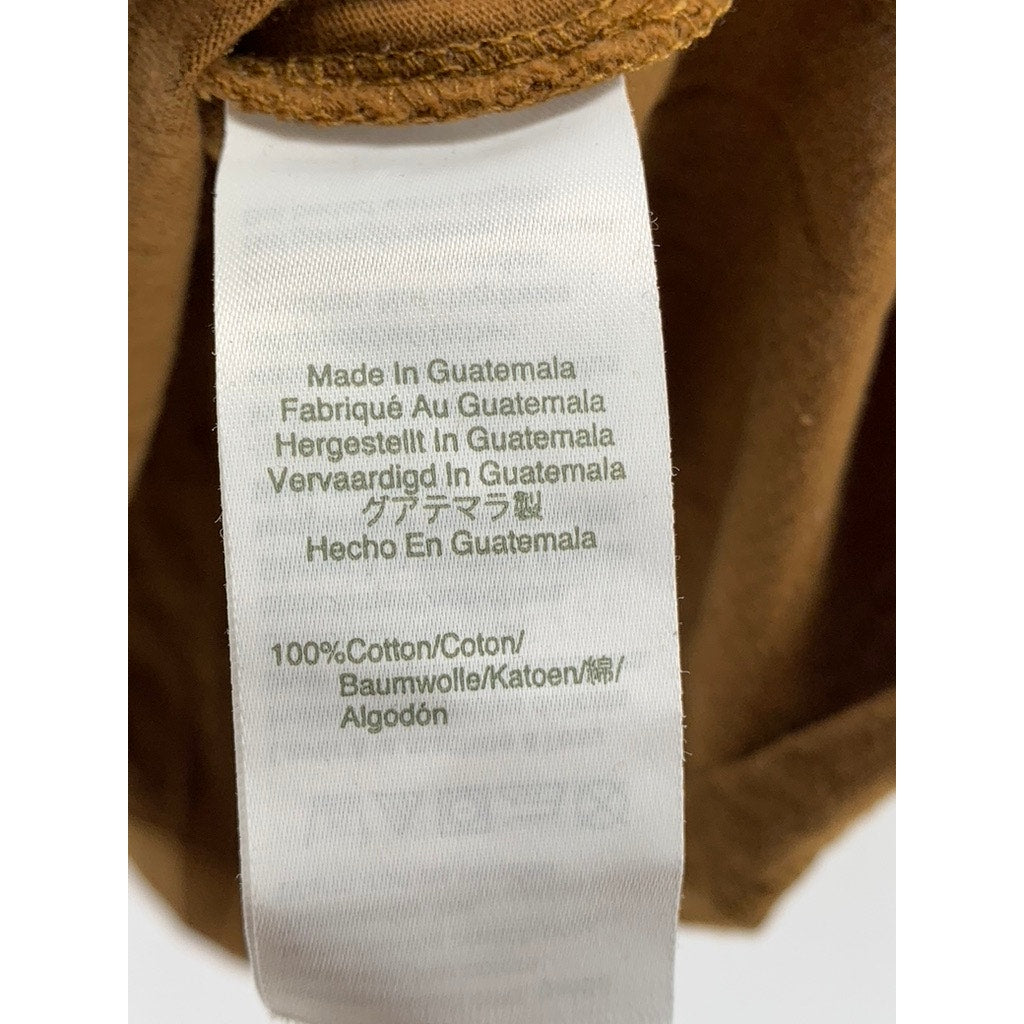 Made In Guatemala
Fabriqué Au Guatemala
Hergestellt In Guatemala
Vervaardigd In Guatemala
グアテマラ製
Hecho En Guatemala
100%Cotton/Coton/
Baumwolle/Katoen/綿/
Algodón